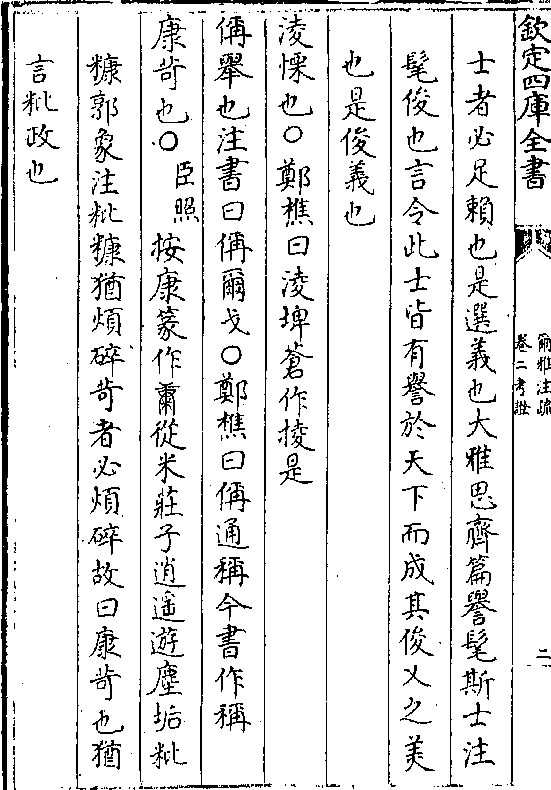 欽定四庫全書
爾雅注疏
卷二考證
二
士者必足賴也是選義也大雅思齊篇譽髦斯士注
髦俊也言令此士皆有譽於天下而成其俊乂之美
也是俊義也
淩慄也○鄭樵曰淩埤蒼作掕是
偁舉也注書曰偁爾戈○鄭樵曰偁通稱今書作稱
康苛也○臣照按康篆作𥻦從米莊子逍遥遊塵垢粃
糠郭象注粃糠猶煩碎苛者必煩碎故曰康苛也猶
言粃政也